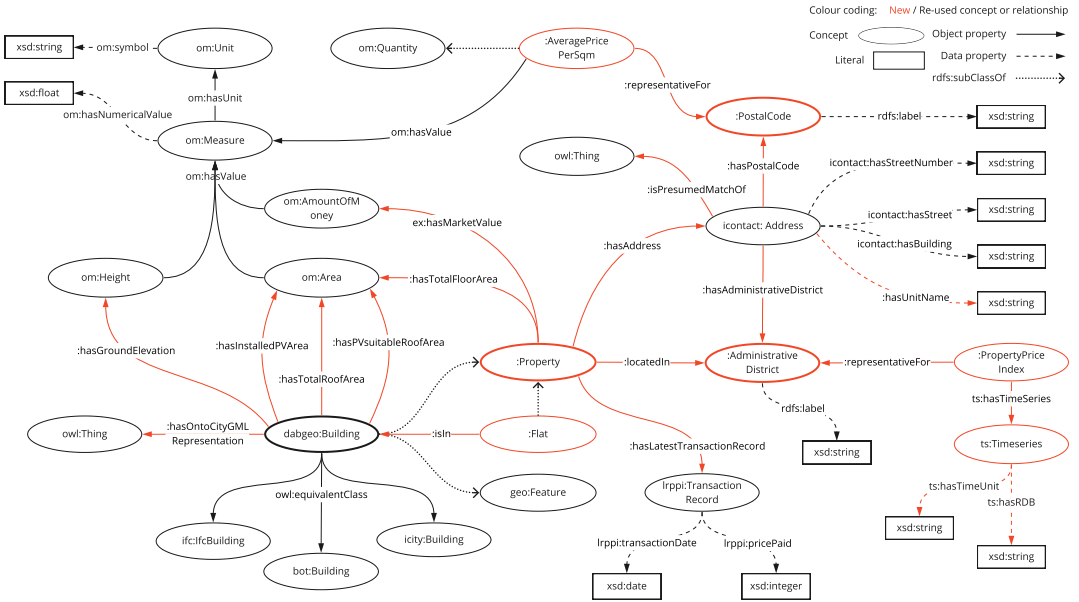 Colour coding: New / Re-used concept or relationship
Concept
Object property
Literal
Data property
rdfs:subClassOf
xsd:string
om:symbol
om:Unit
om:Quantity
:AveragePrice
PerSqm
xsd:float
om:hasNumericalValue
om:hasUnit
:representativeFor
om:Measure
om:hasValue
:PostalCode
rdfs:label
xsd:string
owl:Thing
:hasPostalCode
icontact:hasStreetNumber
xsd:string
om:hasValue
:isPresumedMatchOf
om:AmountOfM
oney
ex:hasMarketValue
icontact: Address
icontact:hasStreet
xsd:string
:hasAddress
icontact:hasBuilding
xsd:string
om:Height
om:Area
:hasTotalFloorArea
:hasAdministrativeDistrict
:hasUnitName
xsd:string
:hasGroundElevation
:hasInstalledPVArea
:hasPVsuitableRoofArea
:hasTotalRoofArea
:Property
:locatedIn
:Administrative
District
:representativeFor
:PropertyPrice
Index
ts:hasTimeSeries
rdfs:label
owl:Thing
:hasOntoCityGML
Representation
dabgeo:Building
:isIn
:Flat
:hasLatestTransactionRecord
xsd:string
ts:Timeseries
owl:equivalentClass
geo:Feature
lrppi:Transaction
Record
ts:hasTimeUnit
ts:hasRDB
xsd:string
ifc:IfcBuilding
icity:Building
bot:Building
lrppi:transactionDate
lrppi:pricePaid
xsd:string
xsd:date
xsd:integer